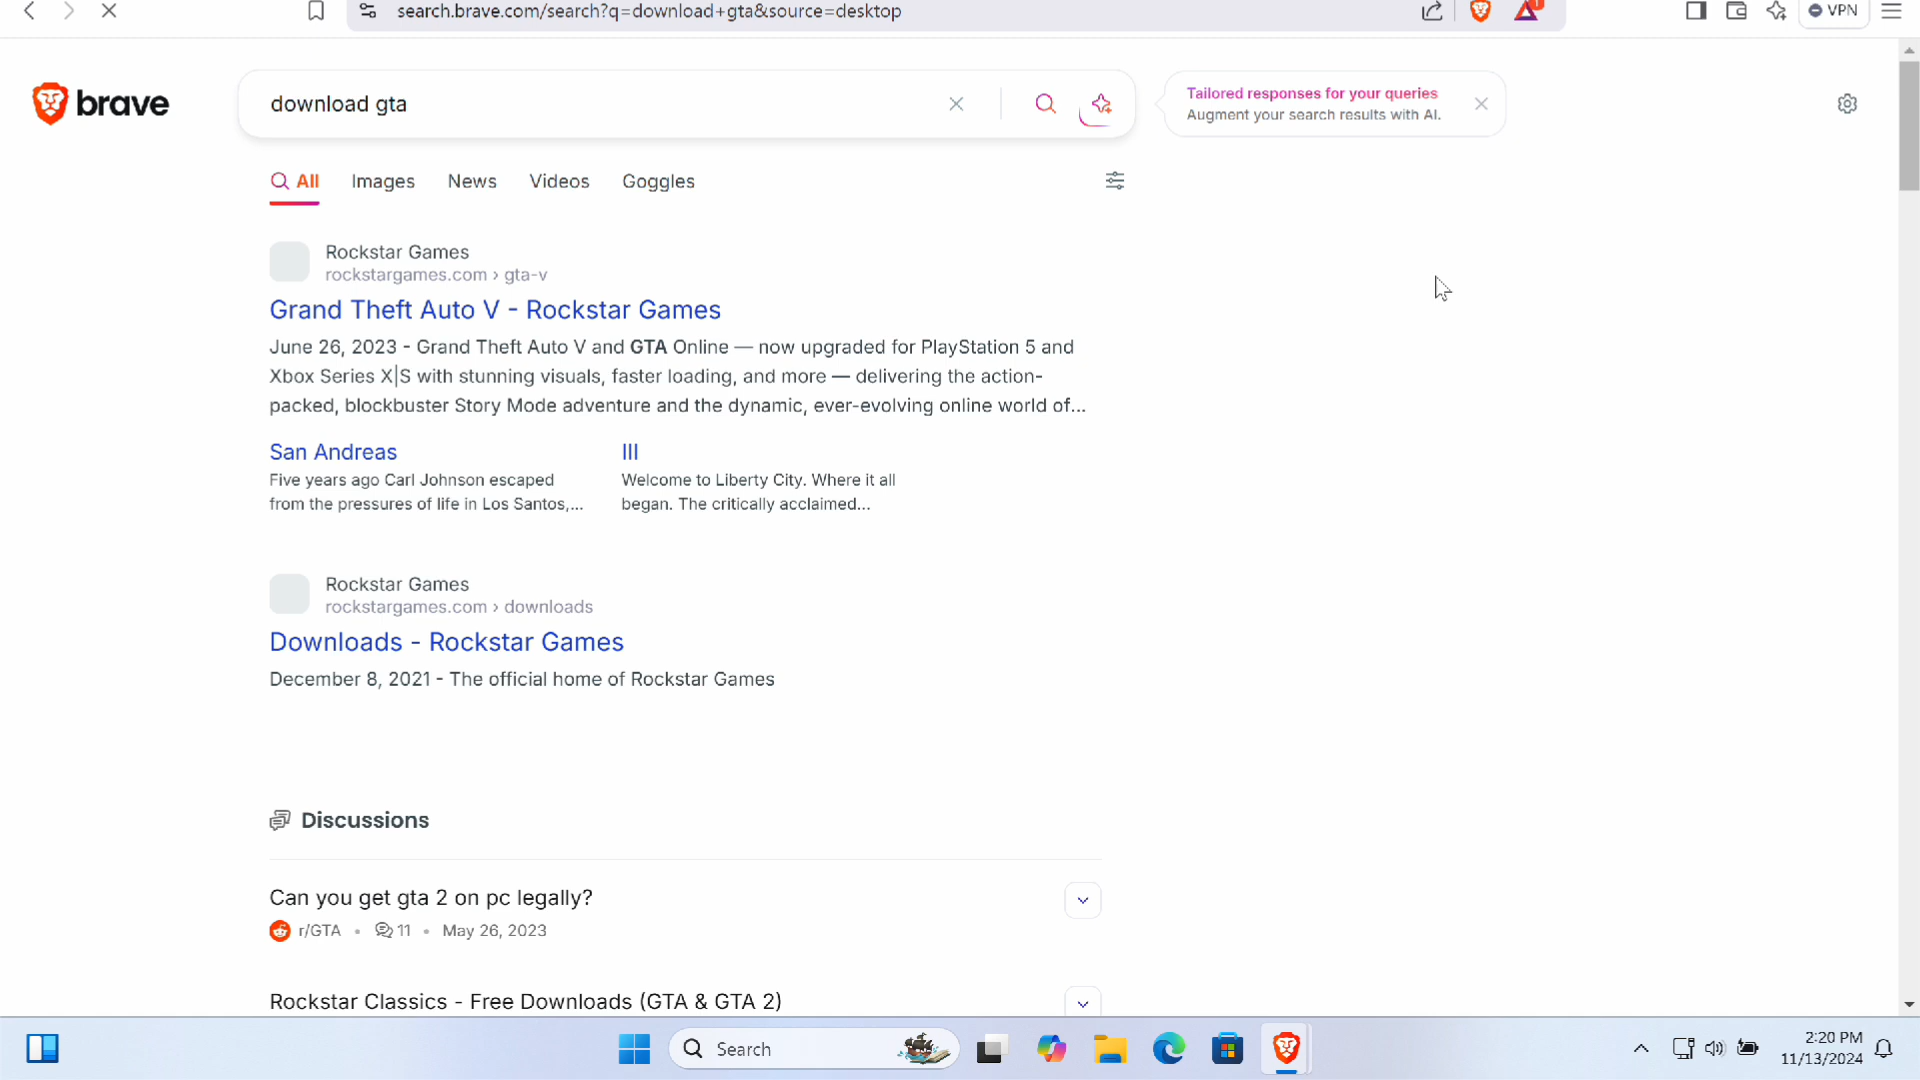 search.brave.com/search?q=download+gta&source=desktop
VPN
brave
download gta
Tailored responses for your queries
Augment your search results with AI.
All
Images
News
Videos
Goggles
Rockstar Games
rockstargames.com › gta-v
Grand Theft Auto V - Rockstar Games
June 26, 2023 - Grand Theft Auto V and GTA Online — now upgraded for PlayStation 5 and
Xbox Series X|S with stunning visuals, faster loading, and more — delivering the action-
packed, blockbuster Story Mode adventure and the dynamic, ever-evolving online world of...
San Andreas
Five years ago Carl Johnson escaped
from the pressures of life in Los Santos,...
III
Welcome to Liberty City. Where it all
began. The critically acclaimed...
Rockstar Games
rockstargames.com › downloads
Downloads - Rockstar Games
December 8, 2021 - The official home of Rockstar Games
Discussions
Can you get gta 2 on pc legally?
r/GTA • 11 • May 26, 2023
Rockstar Classics - Free Downloads (GTA & GTA 2)
Search
2:20 PM
11/13/2024